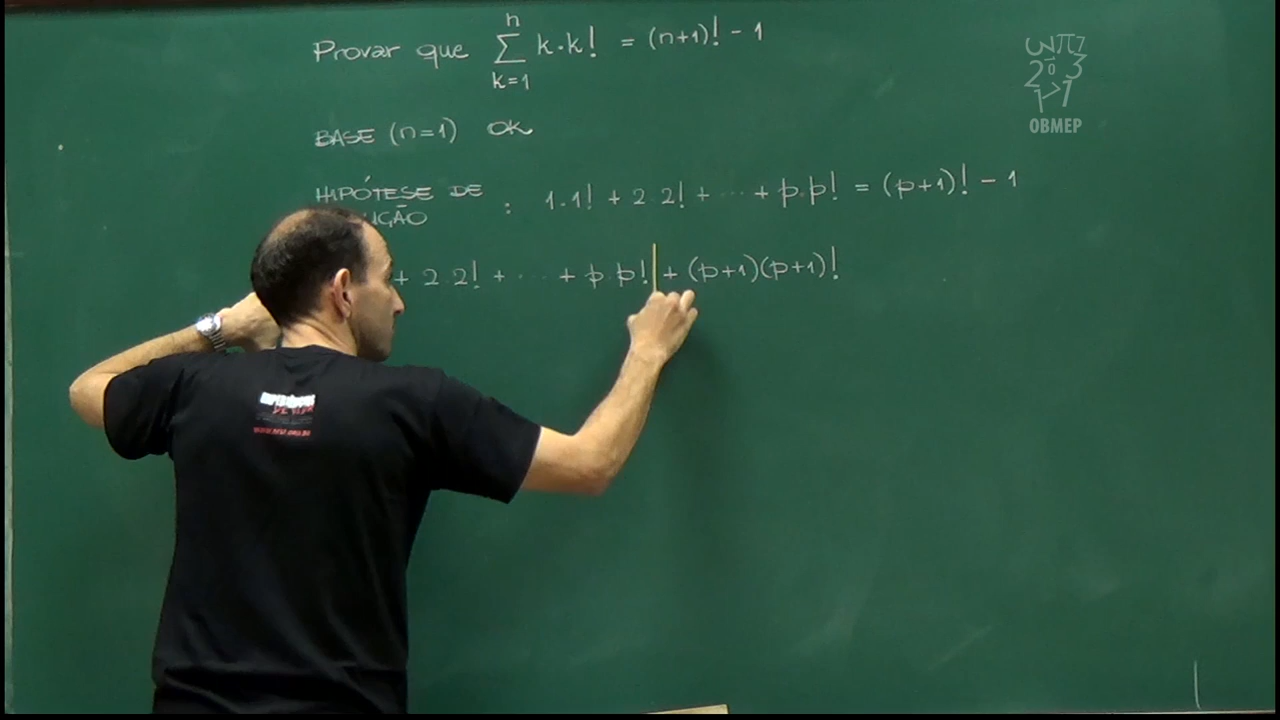 Provar que n ∑ k=1 k·k! = (n+1)! - 1
BASE (n=1) OK
HIPÓTESE DE
UÇÃO : 1.1! + 2.2! + ... + p.p! = (p+1)! - 1
+ 2.2! + ... + p.p! | + (p+1)(p+1)!
OBMEP